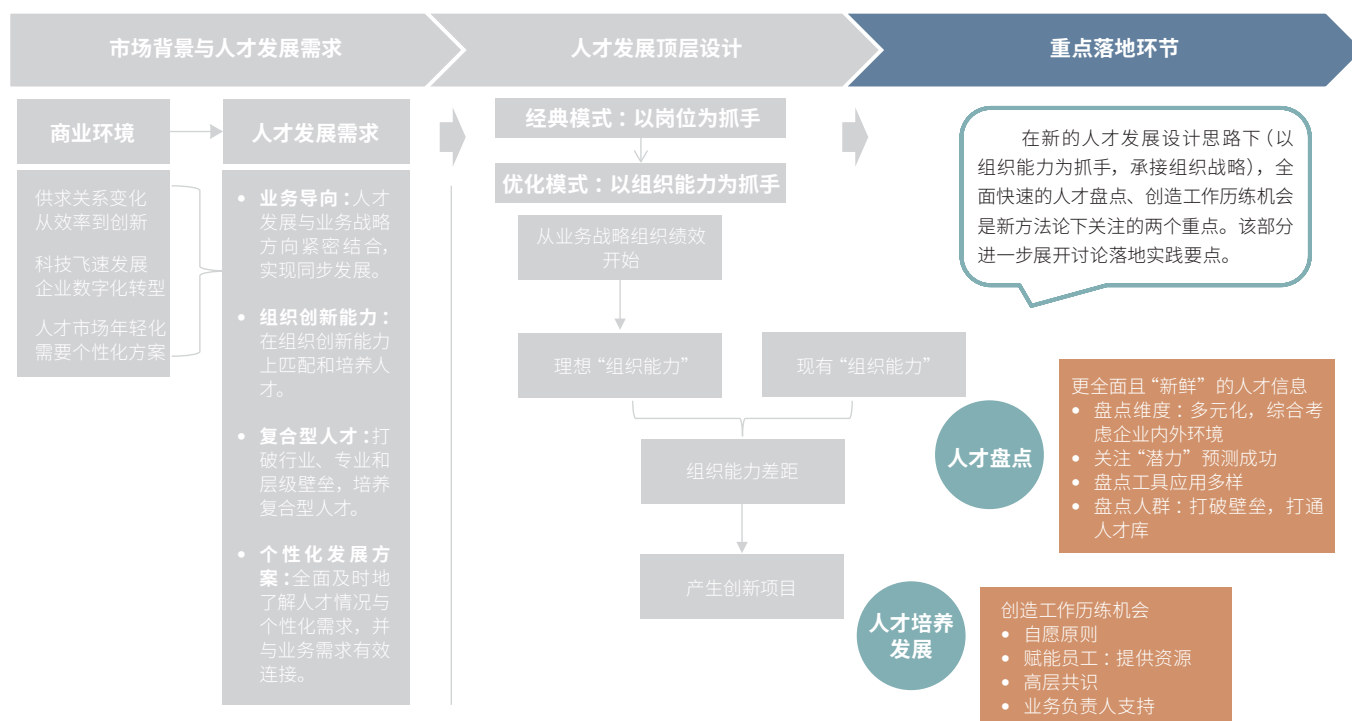 市场背景与人才发展需求
人才发展顶层设计
重点落地环节
商业环境
人才发展需求
供求关系变化
从效率到创新
科技飞速发展
企业数字化转型
人才市场年轻化
需要个性化方案
• 业务导向：人才
发展与业务战略
方向紧密结合，
实现同步发展。
• 组织创新能力：
在组织创新能力
上匹配和培养人
才。
• 复合型人才：打
破行业、专业和
层级壁垒，培养
复合型人才。
• 个性化发展方
案：全面及时地
了解人才情况与
个性化需求，并
与业务需求有效
连接。
经典模式：以岗位为抓手
优化模式：以组织能力为抓手
从业务战略组织绩效
开始
理想“组织能力”
现有“组织能力”
组织能力差距
产生创新项目
在新的人才发展设计思路下（以
组织能力为抓手，承接组织战略），全
面快速的人才盘点、创造工作历练机会
是新方法论下关注的两个重点。该部分
进一步展开讨论落地实践要点。
人才盘点
更全面且“新鲜”的人才信息
• 盘点维度：多元化，综合考
虑企业内外环境
• 关注“潜力”预测成功
• 盘点工具应用多样
• 盘点人群：打破壁垒，打通
人才库
人才培养
发展
创造工作历练机会
• 自愿原则
• 赋能员工：提供资源
• 高层共识
• 业务负责人支持